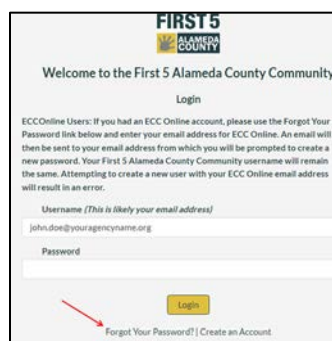 FIRST 5
ALAMEDA
COUNTY
Welcome to the First 5 Alameda County Community
Login
ECCOnline Users: If you had an ECC Online account, please use the Forgot Your
Password link below and enter your email address for ECC Online. An email will
then be sent to your email address from which you will be prompted to create a
new password. Your First 5 Alameda County Community username will remain
the same. Attempting to create a new user with your ECC Online email address
will result in an error.
Username (This is likely your email address)
john.doe@youragencyname.org
Password
Login
Forgot Your Password? | Create an Account